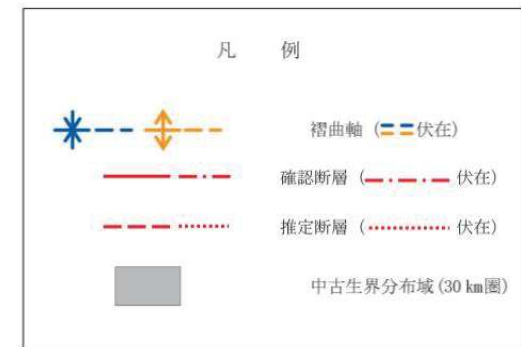 凡 例
褶曲軸 (伏在)
確認断層 (伏在)
推定断層 (伏在)
中古生界分布域(30 km圏)